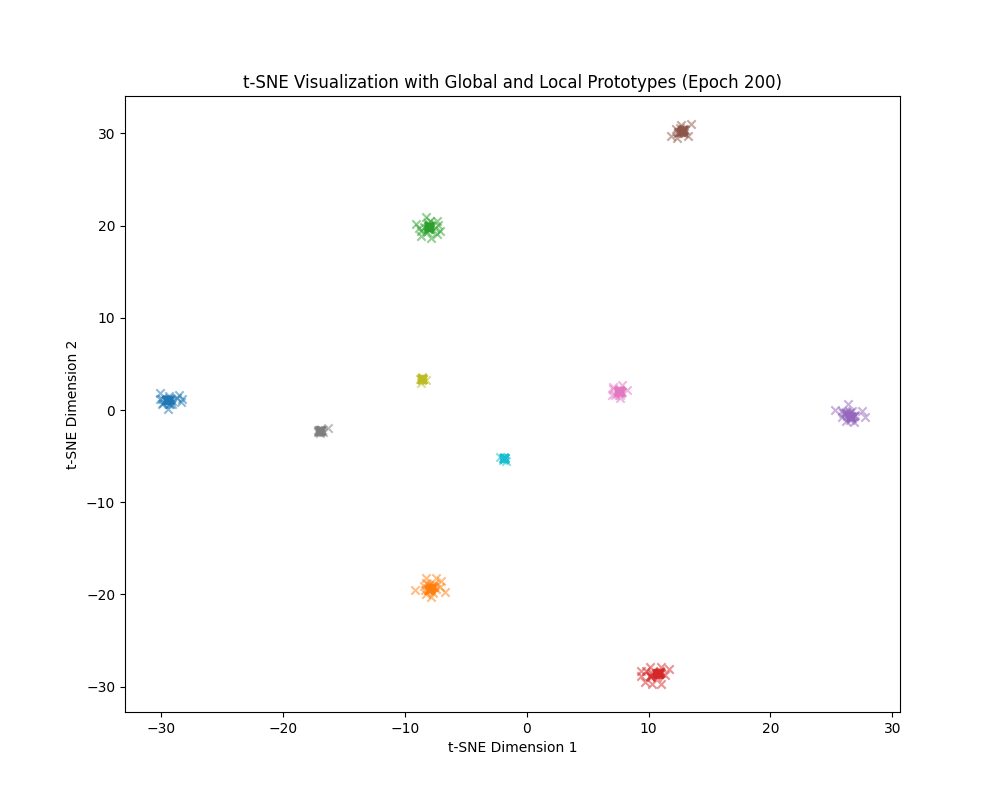 t-SNE Visualization with Global and Local Prototypes (Epoch 200)
30
20
10
0
−10
−20
−30
t-SNE Dimension 2
−30 −20 −10 0 10 20 30
t-SNE Dimension 1